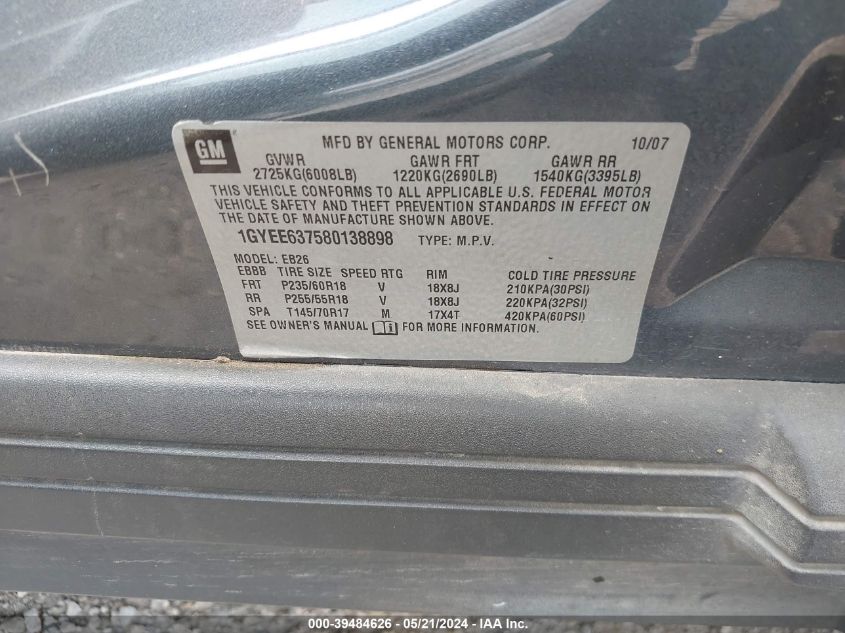 GM
MFD BY GENERAL MOTORS CORP. 10/07
GVWR GAWR FRT GAWR RR
2725KG(6008LB) 1220KG(2690LB) 1540KG(3395LB)
THIS VEHICLE CONFORMS TO ALL APPLICABLE U.S. FEDERAL MOTOR
VEHICLE SAFETY AND THEFT PREVENTION STANDARDS IN EFFECT ON
THE DATE OF MANUFACTURE SHOWN ABOVE.
1GYEE637580138898 TYPE: M.P.V.
MODEL: EB26
EBBB TIRE SIZE SPEED RTG RIM COLD TIRE PRESSURE
FRT P235/60R18 V 18X8J 210KPA(30PSI)
RR P255/55R18 V 18X8J 220KPA(32PSI)
SPA T145/70R17 M 17X4T 420KPA(60PSI)
SEE OWNER'S MANUAL FOR MORE INFORMATION.
000-39484626 - 05/21/2024 - WWW.IAAI.COM